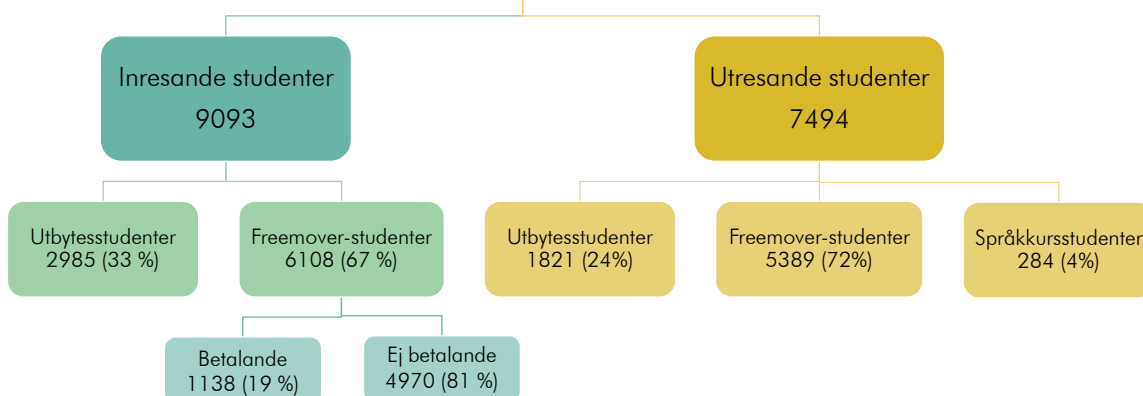 Inresande studenter
9093
Utresande studenter
7494
Utbytesstudenter
2985 (33 %)
Freemover-studenter
6108 (67 %)
Utbytesstudenter
1821 (24%)
Freemover-studenter
5389 (72%)
Språkkursstudenter
284 (4%)
Betalande
1138 (19 %)
Ej betalande
4970 (81 %)